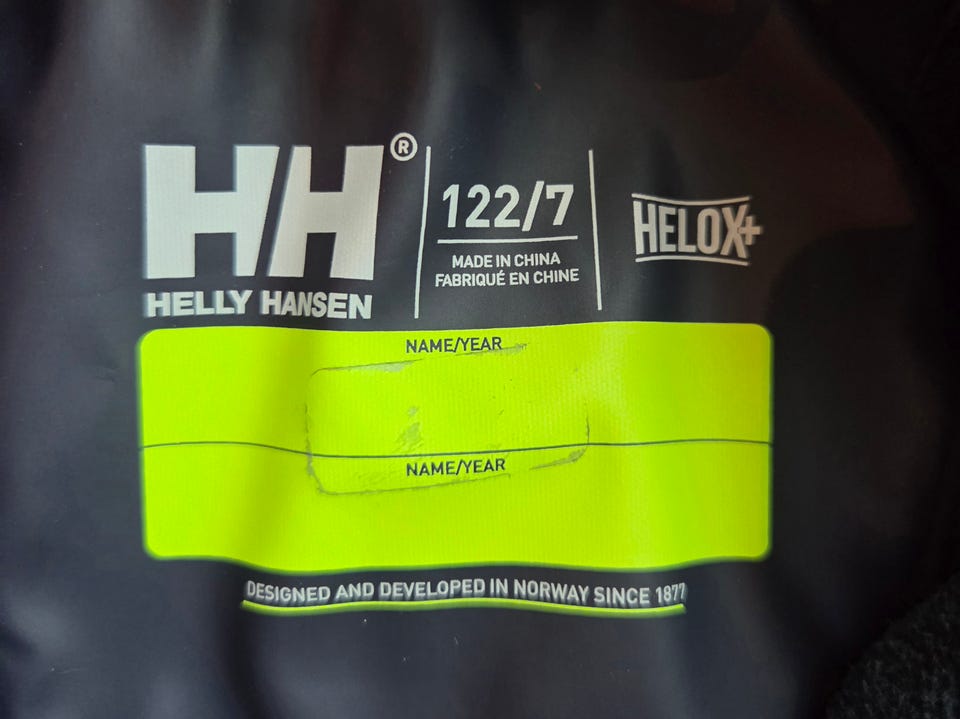 HH®
HELLY HANSEN
122/7
MADE IN CHINA
FABRIQUÉ EN CHINE
HELOX+
NAME/YEAR
NAME/YEAR
DESIGNED AND DEVELOPED IN NORWAY SINCE 1877